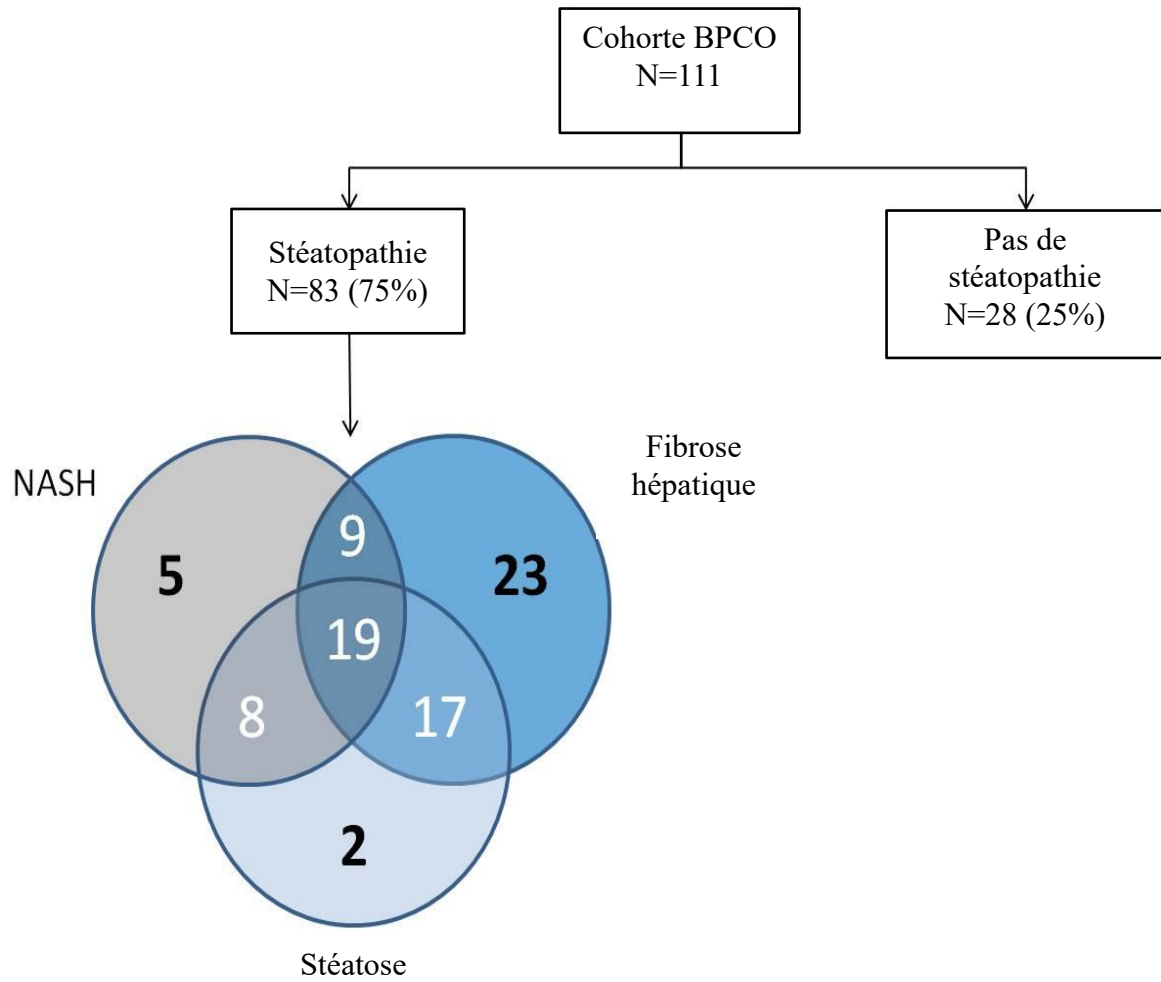 Cohorte BPCO
N=111
Stéatopathie
N=83 (75%)
Pas de
stéatopathie
N=28 (25%)
NASH
Fibrose
hépatique
9
5
23
19
8
17
2
Stéatose